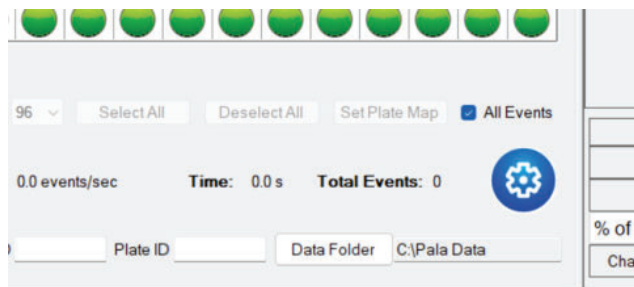 96 Select All Deselect All Set Plate Map All Events
0.0 events/sec Time: 0.0 s Total Events: 0
% of
Plate ID Data Folder C:\Pala Data
Cha